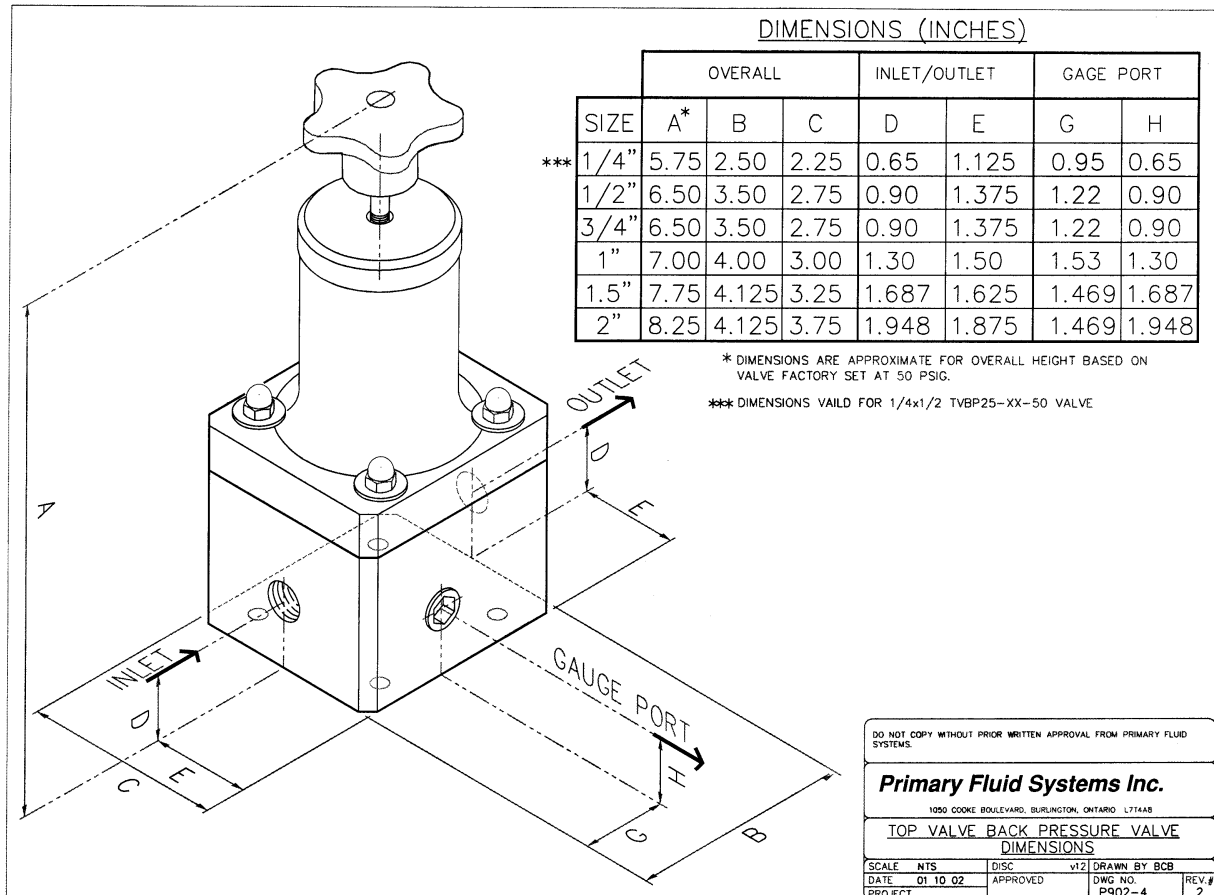 DIMENSIONS (INCHES)
OVERALL INLET/OUTLET GAGE PORT
SIZE A* B C D E G H
*** 1/4" 5.75 2.50 2.25 0.65 1.125 0.95 0.65
1/2" 6.50 3.50 2.75 0.90 1.375 1.22 0.90
3/4" 6.50 3.50 2.75 0.90 1.375 1.22 0.90
1" 7.00 4.00 3.00 1.30 1.50 1.53 1.30
1.5" 7.75 4.125 3.25 1.687 1.625 1.469 1.687
2" 8.25 4.125 3.75 1.948 1.875 1.469 1.948
* DIMENSIONS ARE APPROXIMATE FOR OVERALL HEIGHT BASED ON
VALVE FACTORY SET AT 50 PSIG.
*** DIMENSIONS VAILD FOR 1/4x1/2 TVBP25-XX-50 VALVE
OUTLET
D
E
A
INLET
D
E
C
GAUGE PORT
H
G
B
DO NOT COPY WITHOUT PRIOR WRITTEN APPROVAL FROM PRIMARY FLUID
SYSTEMS.
Primary Fluid Systems Inc.
1050 COOKE BOULEVARD, BURLINGTON, ONTARIO L7T4A8
TOP VALVE BACK PRESSURE VALVE
DIMENSIONS
SCALE NTS DISC v12 DRAWN BY BCB
DATE 01 10 02 APPROVED DWG NO. REV.#
PROJECT P902-4 2